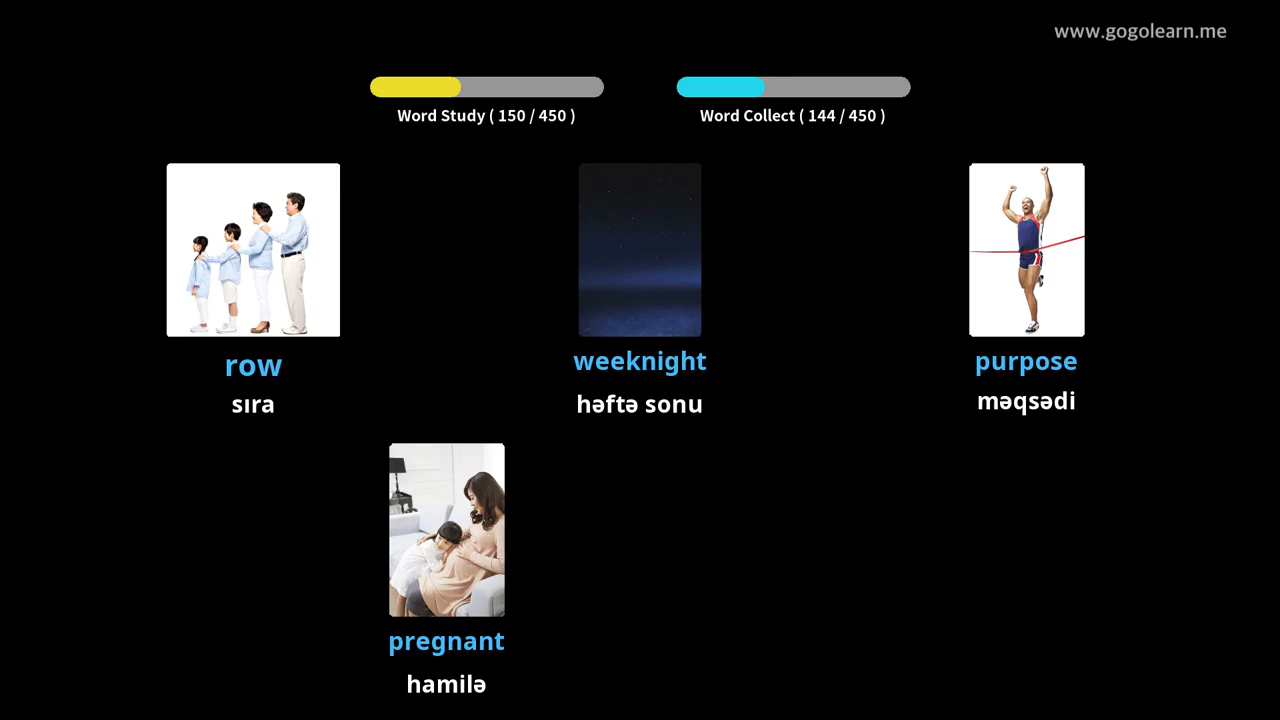 www.gogolearn.me
Word Study ( 150 / 450 )
Word Collect ( 144 / 450 )
row
weeknight
purpose
sıra
həftə sonu
məqsədi
pregnant
hamilə